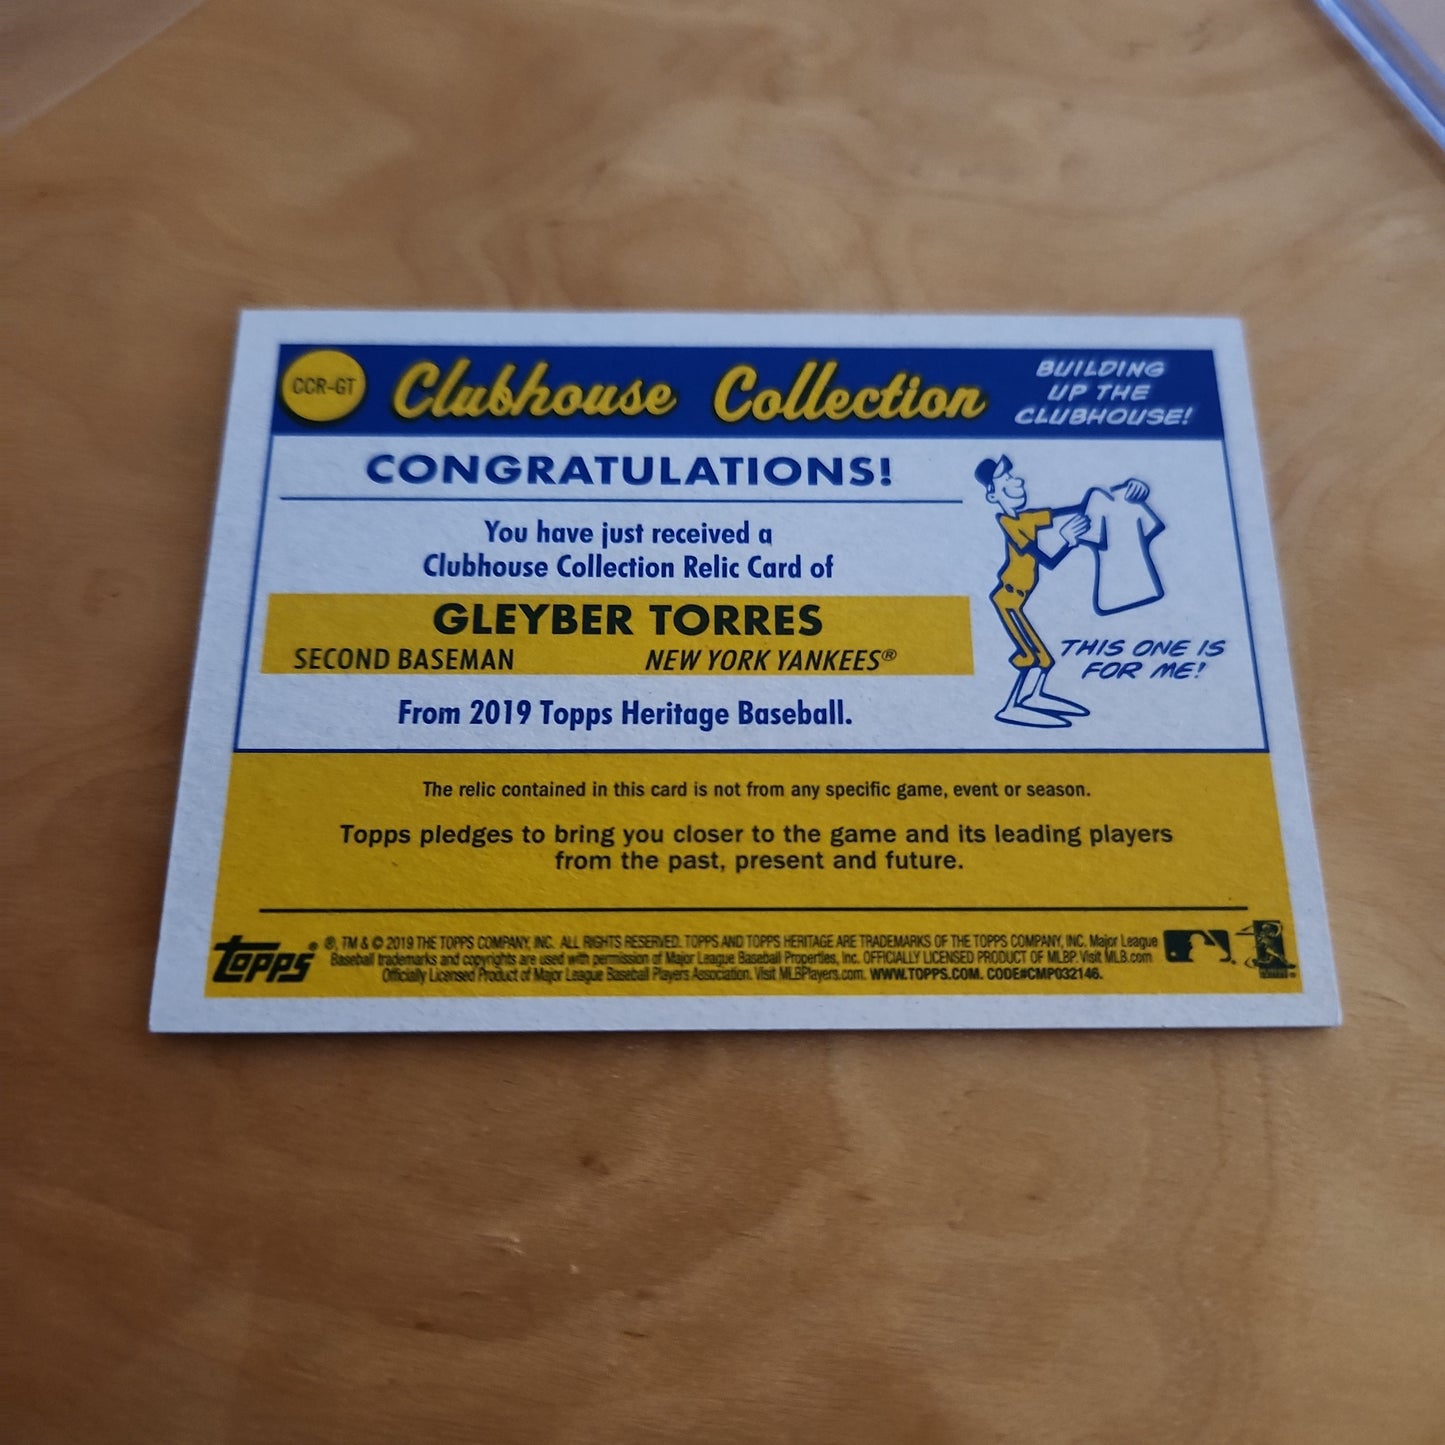 CCR-GT
Clubhouse Collection
BUILDING
UP THE
CLUBHOUSE!
CONGRATULATIONS!
You have just received a
Clubhouse Collection Relic Card of
GLEYBER TORRES
SECOND BASEMAN NEW YORK YANKEES®
From 2019 Topps Heritage Baseball.
THIS ONE IS
FOR ME!
The relic contained in this card is not from any specific game, event or season.
Topps pledges to bring you closer to the game and its leading players
from the past, present and future.
Topps®
®, TM & © 2019 THE TOPPS COMPANY, INC. ALL RIGHTS RESERVED. TOPPS AND TOPPS HERITAGE ARE TRADEMARKS OF THE TOPPS COMPANY, INC. Major League
Baseball trademarks and copyrights are used with permission of Major League Baseball Properties, Inc. OFFICIALLY LICENSED PRODUCT OF MLBP. Visit MLB.com
Officially Licensed Product of Major League Baseball Players Association. Visit MLBPlayers.com. WWW.TOPPS.COM. CODE#CMP032146.